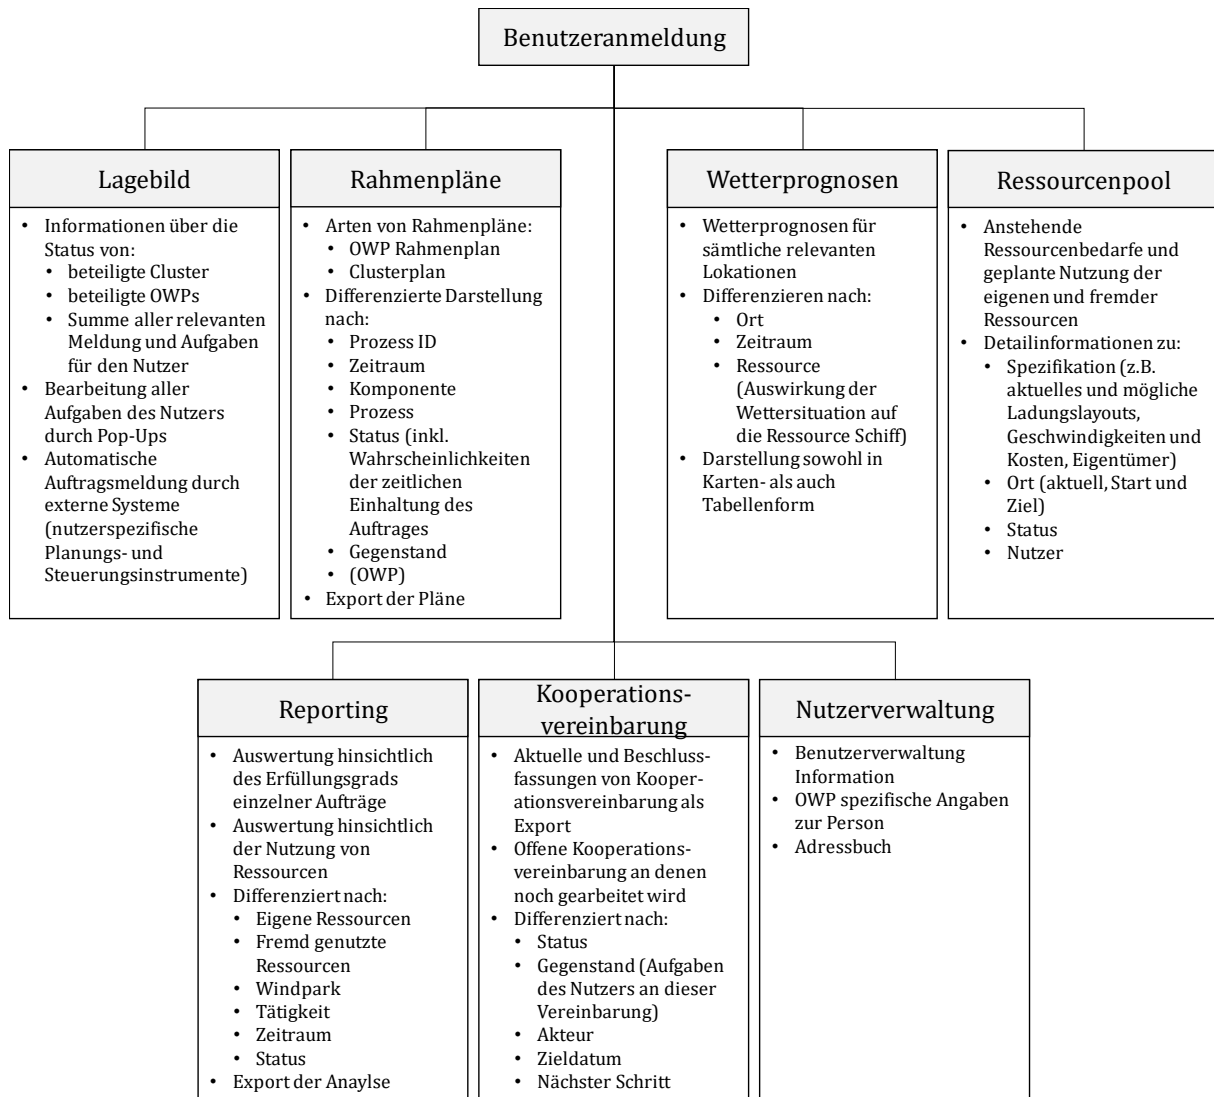 Benutzeranmeldung
Lagebild
• Informationen über die
Status von:
• beteiligte Cluster
• beteiligte OWPs
• Summe aller relevanten
Meldung und Aufgaben
für den Nutzer
• Bearbeitung aller
Aufgaben des Nutzers
durch Pop-Ups
• Automatische
Auftragsmeldung durch
externe Systeme
(nutzerspezifische
Planungs- und
Steuerungsinstrumente)
Rahmenpläne
• Arten von Rahmenpläne:
• OWP Rahmenplan
• Clusterplan
• Differenzierte Darstellung
nach:
• Prozess ID
• Zeitraum
• Komponente
• Prozess
• Status (inkl.
Wahrscheinlichkeiten
der zeitlichen
Einhaltung des
Auftrages
• Gegenstand
• (OWP)
• Export der Pläne
Wetterprognosen
• Wetterprognosen für
sämtliche relevanten
Lokationen
• Differenzieren nach:
• Ort
• Zeitraum
• Ressource
(Auswirkung der
Wettersituation auf
die Ressource Schiff)
• Darstellung sowohl in
Karten- als auch
Tabellenform
Ressourcenpool
• Anstehende
Ressourcenbedarfe und
geplante Nutzung der
eigenen und fremder
Ressourcen
• Detailinformationen zu:
• Spezifikation (z.B.
aktuelles und mögliche
Ladungslayouts,
Geschwindigkeiten und
Kosten, Eigentümer)
• Ort (aktuell, Start und
Ziel)
• Status
• Nutzer
Reporting
• Auswertung hinsichtlich
des Erfüllungsgrads
einzelner Aufträge
• Auswertung hinsichtlich
der Nutzung von
Ressourcen
• Differenziert nach:
• Eigene Ressourcen
• Fremd genutzte
Ressourcen
• Windpark
• Tätigkeit
• Zeitraum
• Status
• Export der Anaylse
Kooperations-
vereinbarung
• Aktuelle und Beschluss-
fassungen von Kooper-
ationsvereinbarung als
Export
• Offene Kooperations-
vereinbarung an denen
noch gearbeitet wird
• Differenziert nach:
• Status
• Gegenstand (Aufgaben
des Nutzers an dieser
Vereinbarung)
• Akteur
• Zieldatum
• Nächster Schritt
Nutzerverwaltung
• Benutzerverwaltung
Information
• OWP spezifische Angaben
zur Person
• Adressbuch